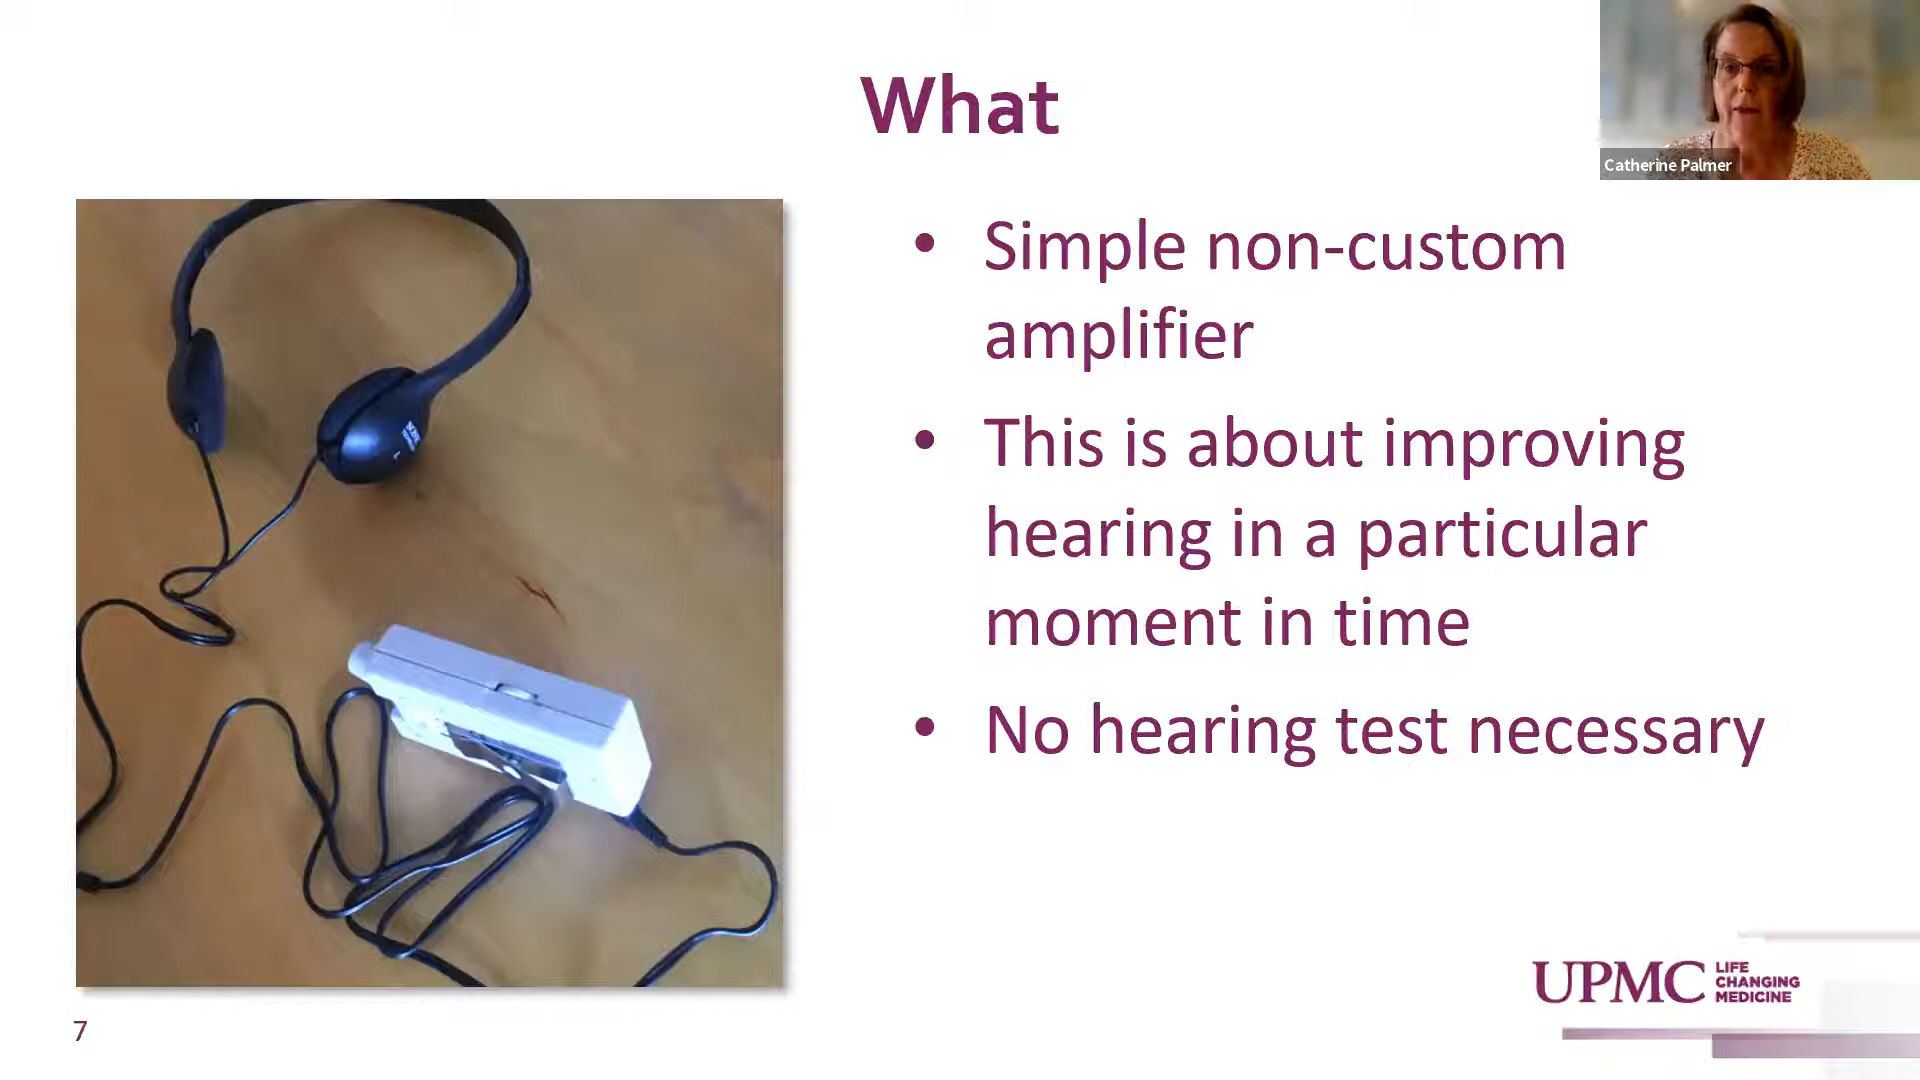 What
Catherine Palmer
• Simple non-custom
amplifier
• This is about improving
hearing in a particular
moment in time
• No hearing test necessary
UPMC LIFE
CHANGING
MEDICINE
7